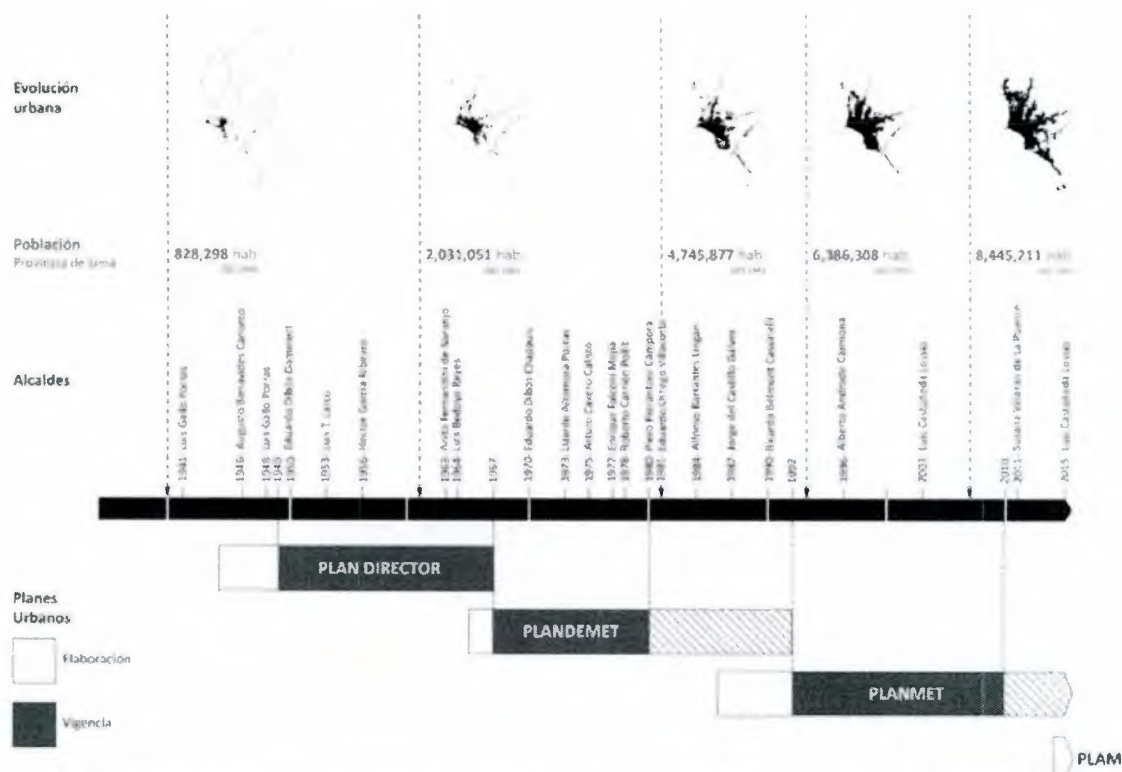 Evolución
urbana
Población
Provincia de Lima
828,298 hab.
2,031,051 hab.
4,745,877 hab.
6,386,308 hab.
8,445,211 hab.
Alcaldes
1941- Luis Gallo Porras
1946- Augusto Benavides
1948- Luis Gallo Porras
1949
1950- Eduardo Dibós Dammert
1953- Luis T. Larco
1956- Héctor García Ribeyro
1963- Anita Fernandini de Naranjo
1964- Luis Bedoya Reyes
1967
1970- Eduardo Dibós Chappuis
1973- Lizardo Alzamora Porras
1975- Arturo Cavero Calisto
1977- Enrique Falconí Mejía
1978- Roberto Carrión Pollit
1980- Piero Pierantoni Cámpora
1981- Eduardo Orrego Villacorta
1984- Alfonso Barrantes Lingán
1987- Jorge del Castillo Gálvez
1990- Ricardo Belmont Cassinelli
1992
1996- Alberto Andrade Carmona
2003- Luis Castañeda Lossio
2010
2011- Susana Villarán de La Puente
2015- Luis Castañeda Lossio
PLAN DIRECTOR
Planes
Urbanos
PLANDEMET
Elaboración
PLANMET
Vigencia
PLAM